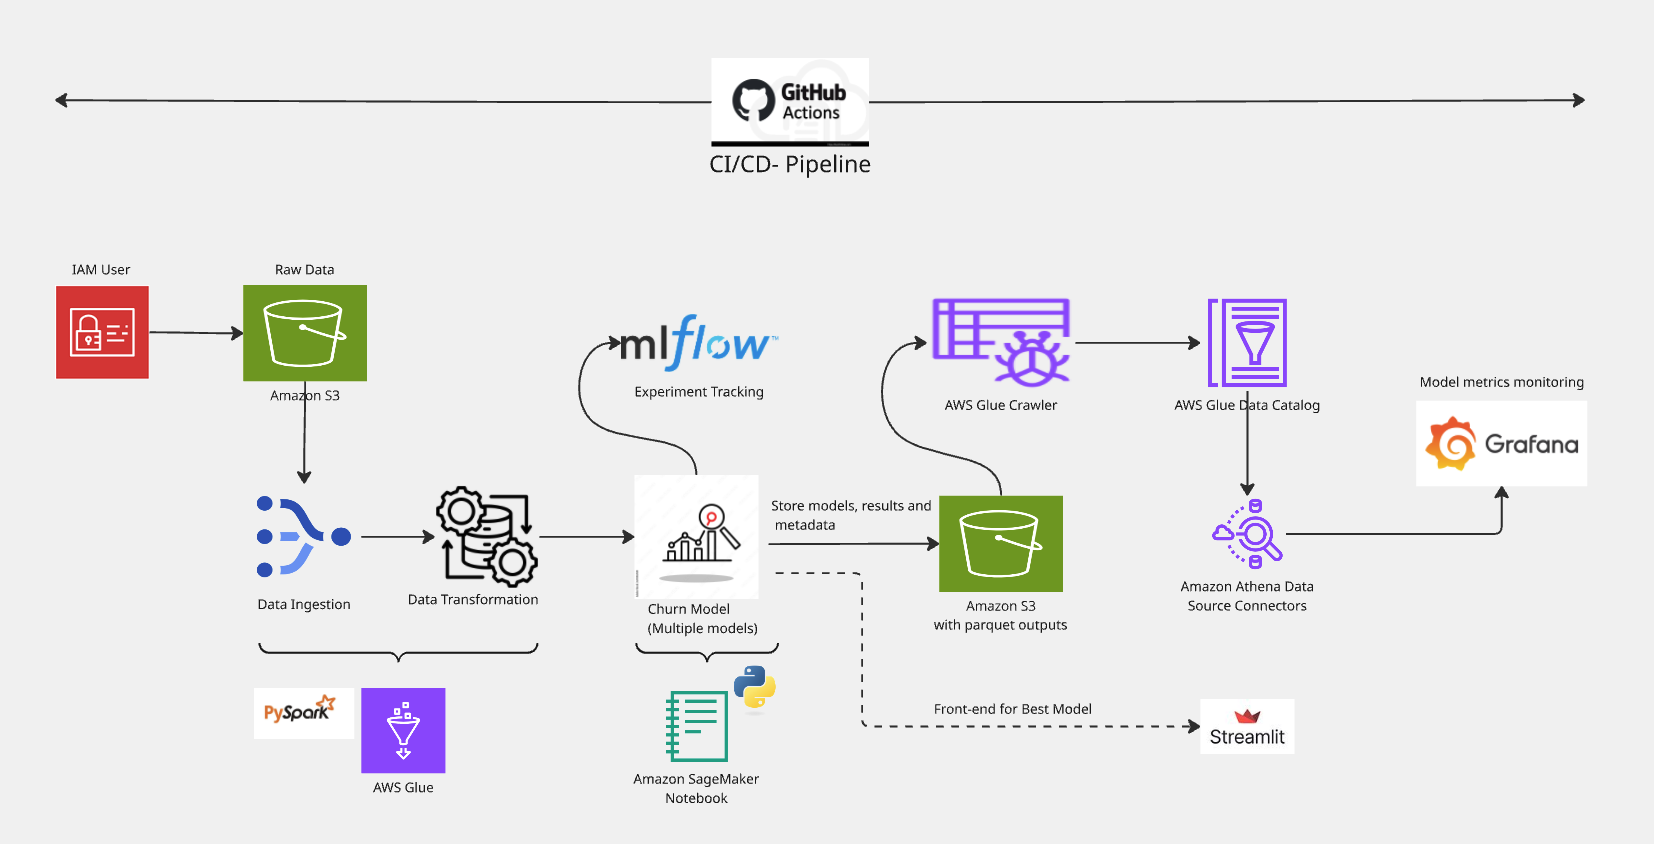 GitHub
Actions
CI/CD- Pipeline
IAM User
Raw Data
Amazon S3
mlflow™
Experiment Tracking
AWS Glue Crawler
AWS Glue Data Catalog
Model metrics monitoring
Grafana
Data Ingestion
Data Transformation
Churn Model
(Multiple models)
Store models, results and
metadata
Amazon S3
with parquet outputs
Amazon Athena Data
Source Connectors
PySpark
AWS Glue
Amazon SageMaker
Notebook
Front-end for Best Model
Streamlit